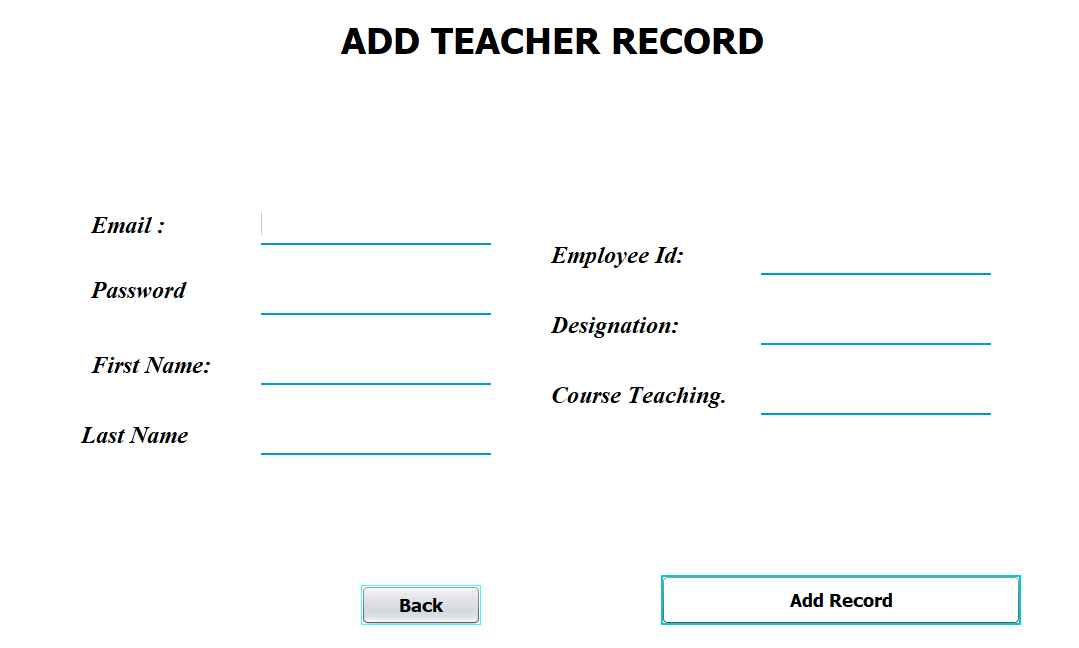 ADD TEACHER RECORD
Email :
Password
First Name:
Last Name
Employee Id:
Designation:
Course Teaching.
Back
Add Record